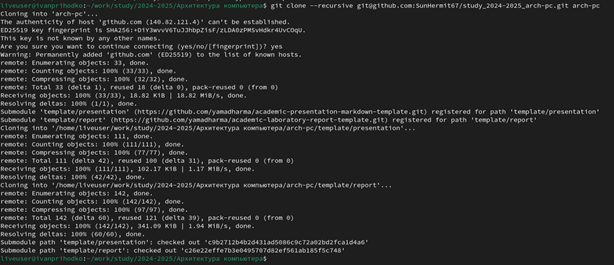 liveuser@ivanprihodko1:~/work/study/2024-2025/Архитектура компьютера$ git clone --recursive git@github.com:SunHermit67/study_2024-2025_arch-pc.git arch-pc
Cloning into 'arch-pc'...
The authenticity of host 'github.com (140.82.121.4)' can't be established.
ED25519 key fingerprint is SHA256:+DiY3wvvV6TuJJhbpZisF/zLDA0zPMSvHdkr4UvCOQU.
This key is not known by any other names.
Are you sure you want to continue connecting (yes/no/[fingerprint])? yes
Warning: Permanently added 'github.com' (ED25519) to the list of known hosts.
remote: Enumerating objects: 33, done.
remote: Counting objects: 100% (33/33), done.
remote: Compressing objects: 100% (32/32), done.
remote: Total 33 (delta 1), reused 18 (delta 0), pack-reused 0 (from 0)
Receiving objects: 100% (33/33), 18.82 KiB | 9.41 MiB/s, done.
Resolving deltas: 100% (1/1), done.
Submodule 'template/presentation' (https://github.com/yamadharma/academic-presentation-markdown-template.git) registered for path 'template/presentation'
Submodule 'template/report' (https://github.com/yamadharma/academic-laboratory-report-template.git) registered for path 'template/report'
Cloning into '/home/liveuser/work/study/2024-2025/Архитектура компьютера/arch-pc/template/presentation'...
remote: Enumerating objects: 111, done.
remote: Counting objects: 100% (111/111), done.
remote: Compressing objects: 100% (77/77), done.
remote: Total 111 (delta 42), reused 100 (delta 31), pack-reused 0 (from 0)
Receiving objects: 100% (111/111), 102.17 KiB | 1.17 MiB/s, done.
Resolving deltas: 100% (42/42), done.
Cloning into '/home/liveuser/work/study/2024-2025/Архитектура компьютера/arch-pc/template/report'...
remote: Enumerating objects: 142, done.
remote: Counting objects: 100% (142/142), done.
remote: Compressing objects: 100% (97/97), done.
remote: Total 142 (delta 60), reused 121 (delta 39), pack-reused 0 (from 0)
Receiving objects: 100% (142/142), 341.09 KiB | 1.94 MiB/s, done.
Resolving deltas: 100% (60/60), done.
Submodule path 'template/presentation': checked out 'c9b2712b4b2d431ad5086c9c72a02bd2fca1d4a6'
Submodule path 'template/report': checked out 'c26e22effe7b3e0495707d82ef561ab185f5c748'
liveuser@ivanprihodko1:~/work/study/2024-2025/Архитектура компьютера$